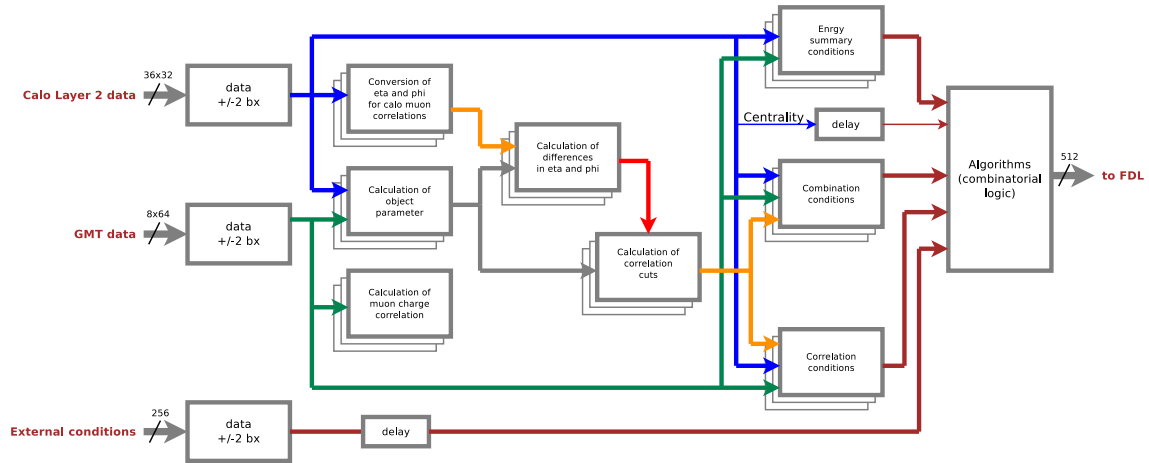 Enrgy
summary
conditions
36x32
Calo Layer 2 data
data
+/-2 bx
Conversion of
eta and phi
for calo muon
correlations
Centrality
delay
Calculation of
differences
in eta and phi
Algorithms
(combinatorial
logic)
512
to FDL
Calculation of
object
parameter
Combination
conditions
8x64
GMT data
data
+/-2 bx
Calculation of
correlation
cuts
Calculation of
muon charge
correlation
Correlation
conditions
256
External conditions
data
+/-2 bx
delay